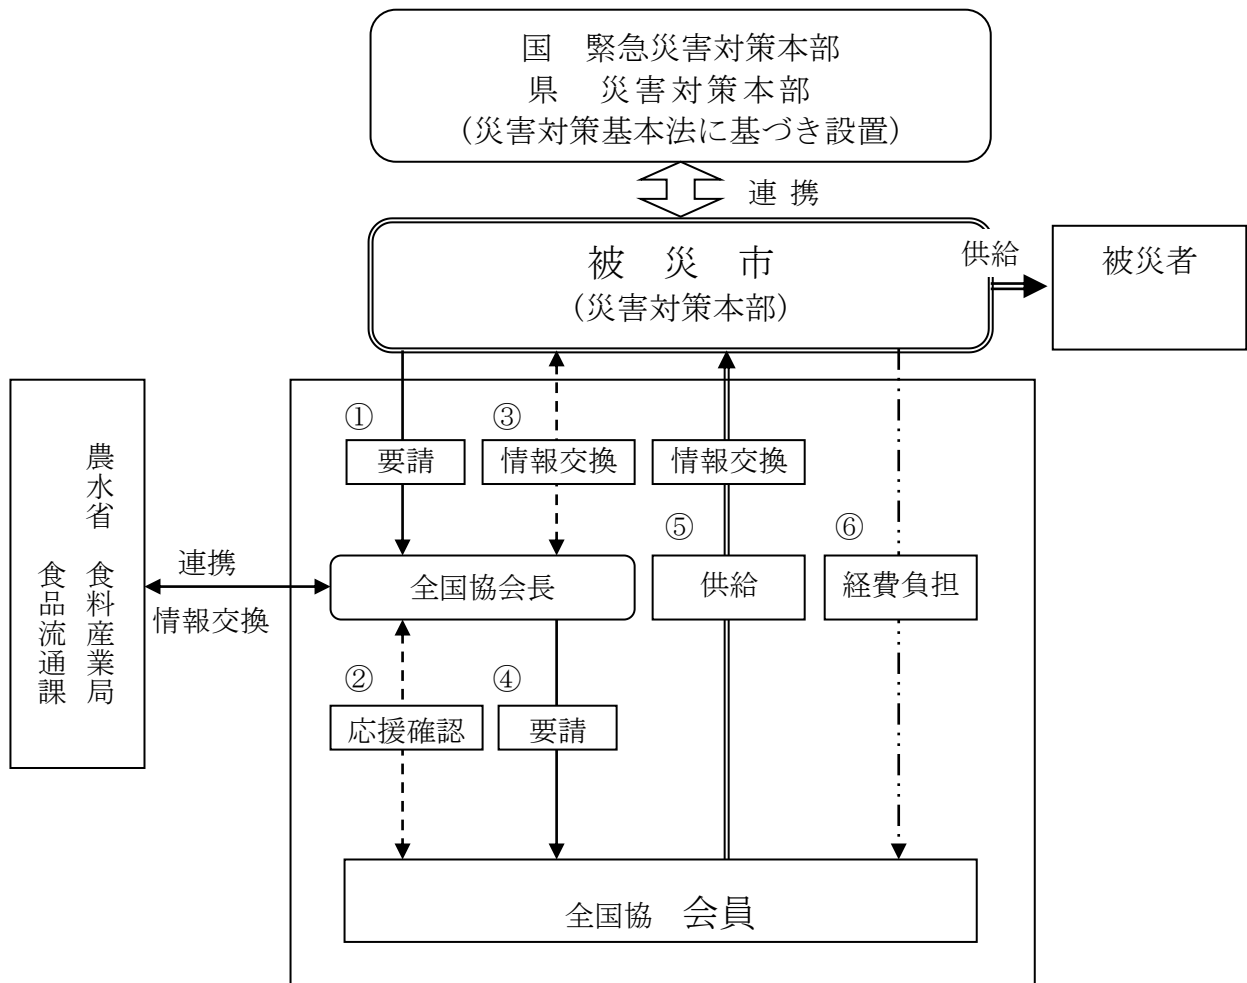 国　緊急災害対策本部
県　災害対策本部
（災害対策基本法に基づき設置）
連 携
被　災　市
（災害対策本部）
供給
被災者
①
要請
③
情報交換
情報交換
農水省　食料産業局
食品流通課
連携
情報交換
全国協会長
⑤
供給
⑥
経費負担
②
応援確認
④
要請
全国協　会員